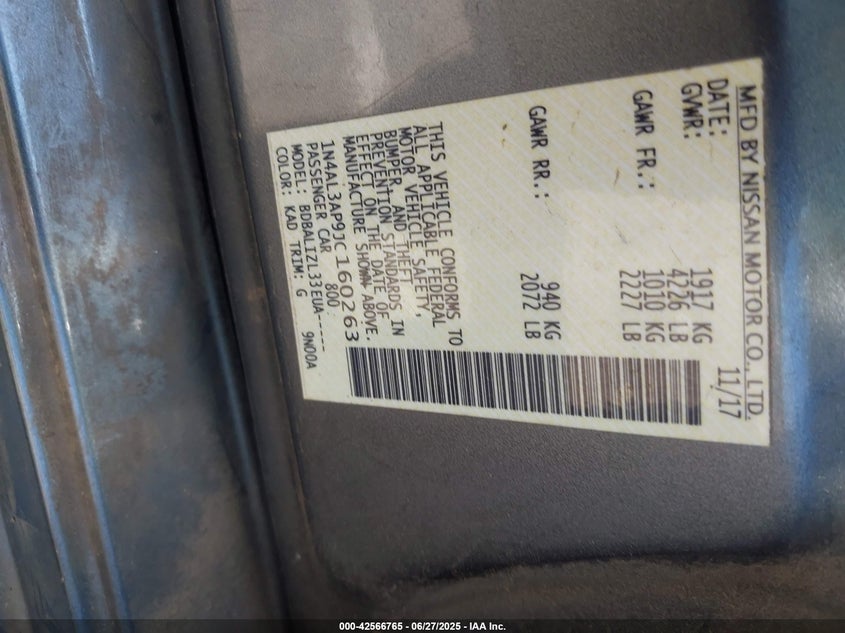 MFD BY NISSAN MOTOR CO., LTD.
DATE: 11/17
GVWR: 1917 KG
4226 LB
GAWR FR.: 1010 KG
2227 LB
GAWR RR.: 940 KG
2072 LB
THIS VEHICLE CONFORMS TO
ALL APPLICABLE FEDERAL
MOTOR VEHICLE SAFETY,
BUMPER, AND THEFT
PREVENTION STANDARDS IN
EFFECT ON THE DATE OF
MANUFACTURE SHOWN ABOVE.
1N4AL3AP9JC160263
PASSENGER CAR 800
MODEL: BDBALIZL33EUA----- 9N00A
COLOR: KAD TRIM: G
000-42566765 - 06/27/2025 - IAA Inc.